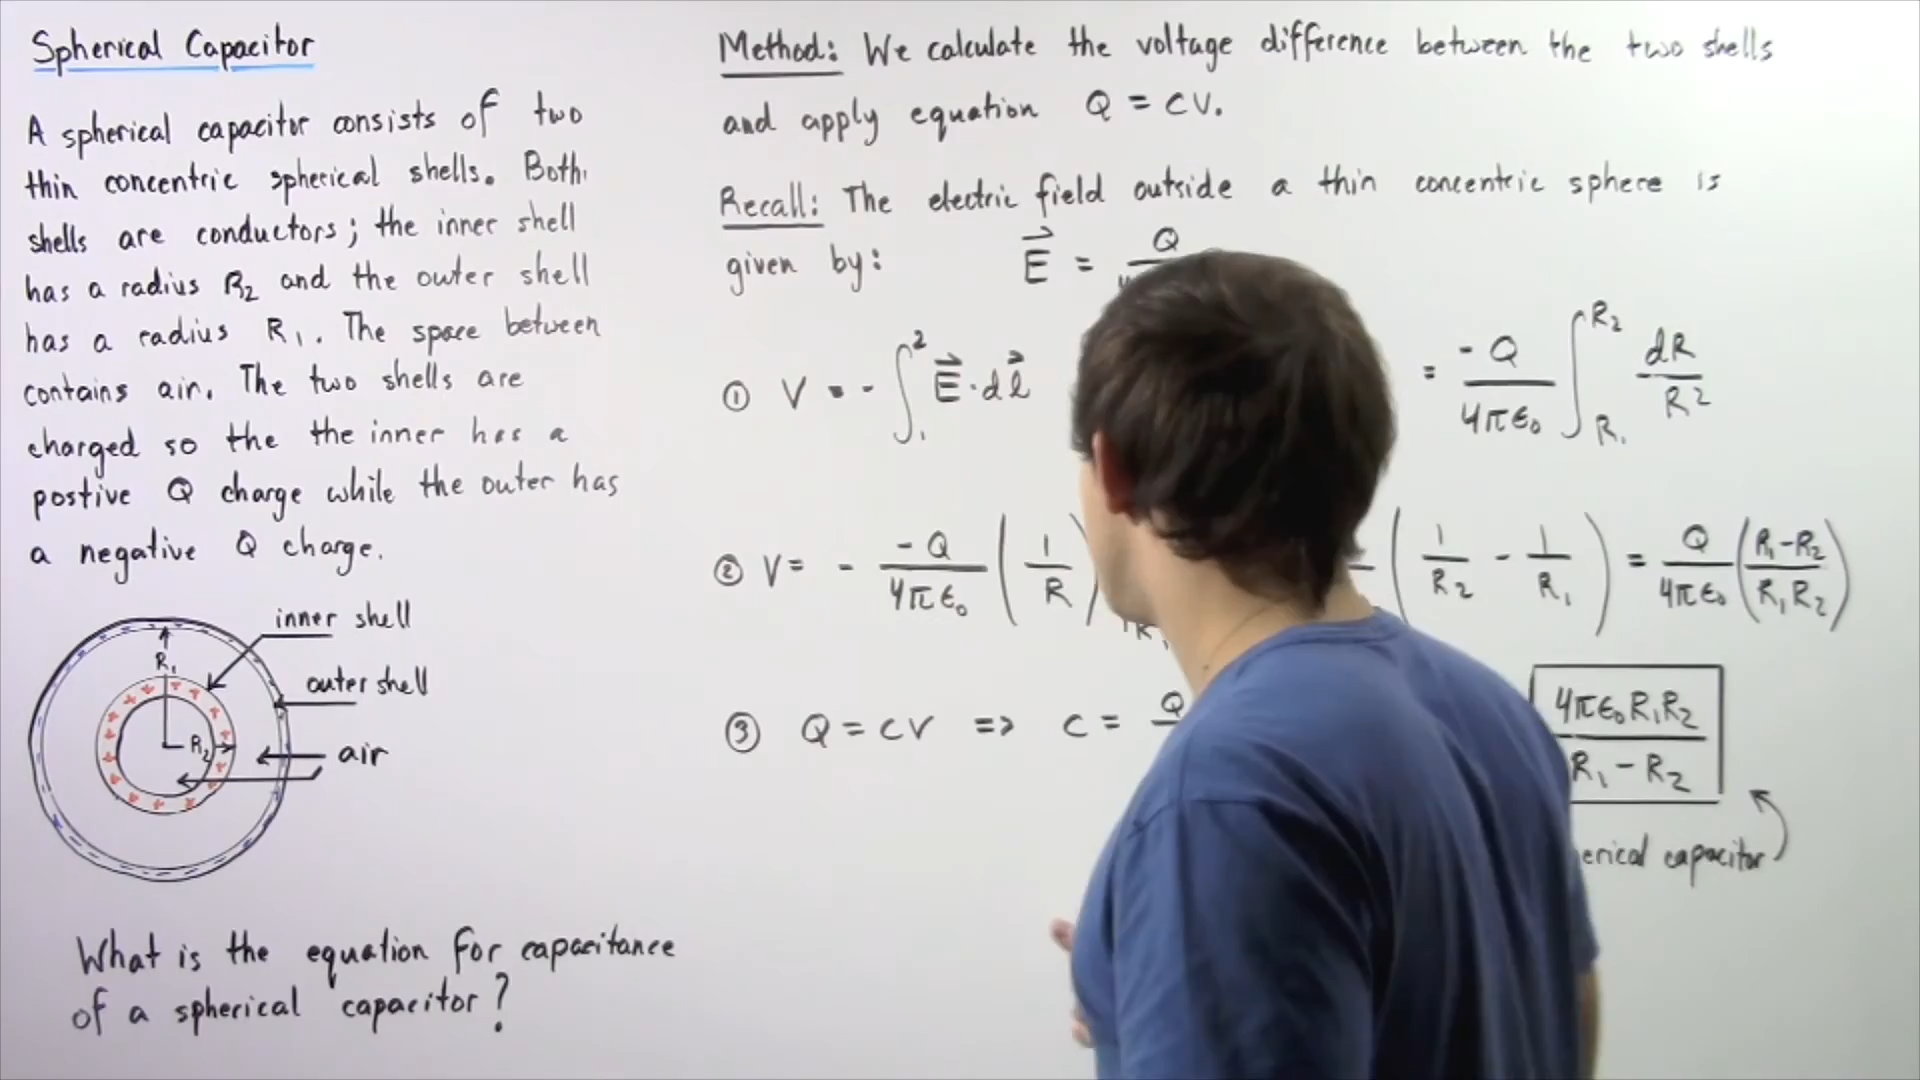 Spherical Capacitor
A spherical capacitor consists of two
thin concentric spherical shells. Both
shells are conductors; the inner shell
has a radius R₂ and the outer shell
has a radius R₁. The space between
contains air. The two shells are
charged so the the inner has a
postive Q charge while the outer has
a negative Q charge.
inner shell
outer shell
air
R₁
R₂
What is the equation for capacitance
of a spherical capacitor?
Method: We calculate the voltage difference between the two shells
and apply equation Q = CV.
Recall: The electric field outside a thin concentric sphere is
given by: E⃗ = Q
① V = - ∫₁² E⃗ · dl⃗ = -Q/4πε₀ ∫_{R₁}^{R₂} dR/R²
② V = - -Q/4πε₀ (1/R) (1/R₂ - 1/R₁) = Q/4πε₀ (R₁-R₂/R₁R₂)
③ Q = CV => C = Q 4πε₀R₁R₂/R₁ - R₂
capacitor